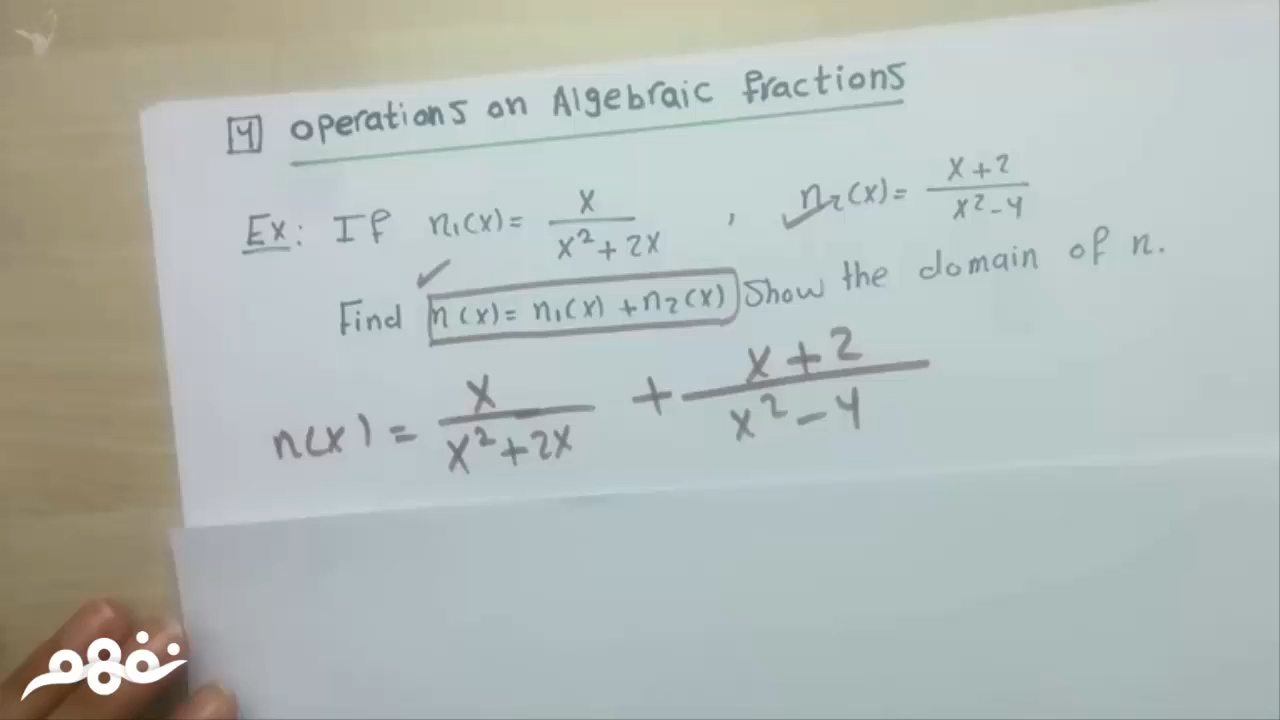 4 operations on Algebraic fractions
Ex: If n₁(x) = x / (x² + 2x) , n₂(x) = (x + 2) / (x² - 4)
Find n(x) = n₁(x) + n₂(x) Show the domain of n.
n(x) = x / (x² + 2x) + (x + 2) / (x² - 4)
نفهم